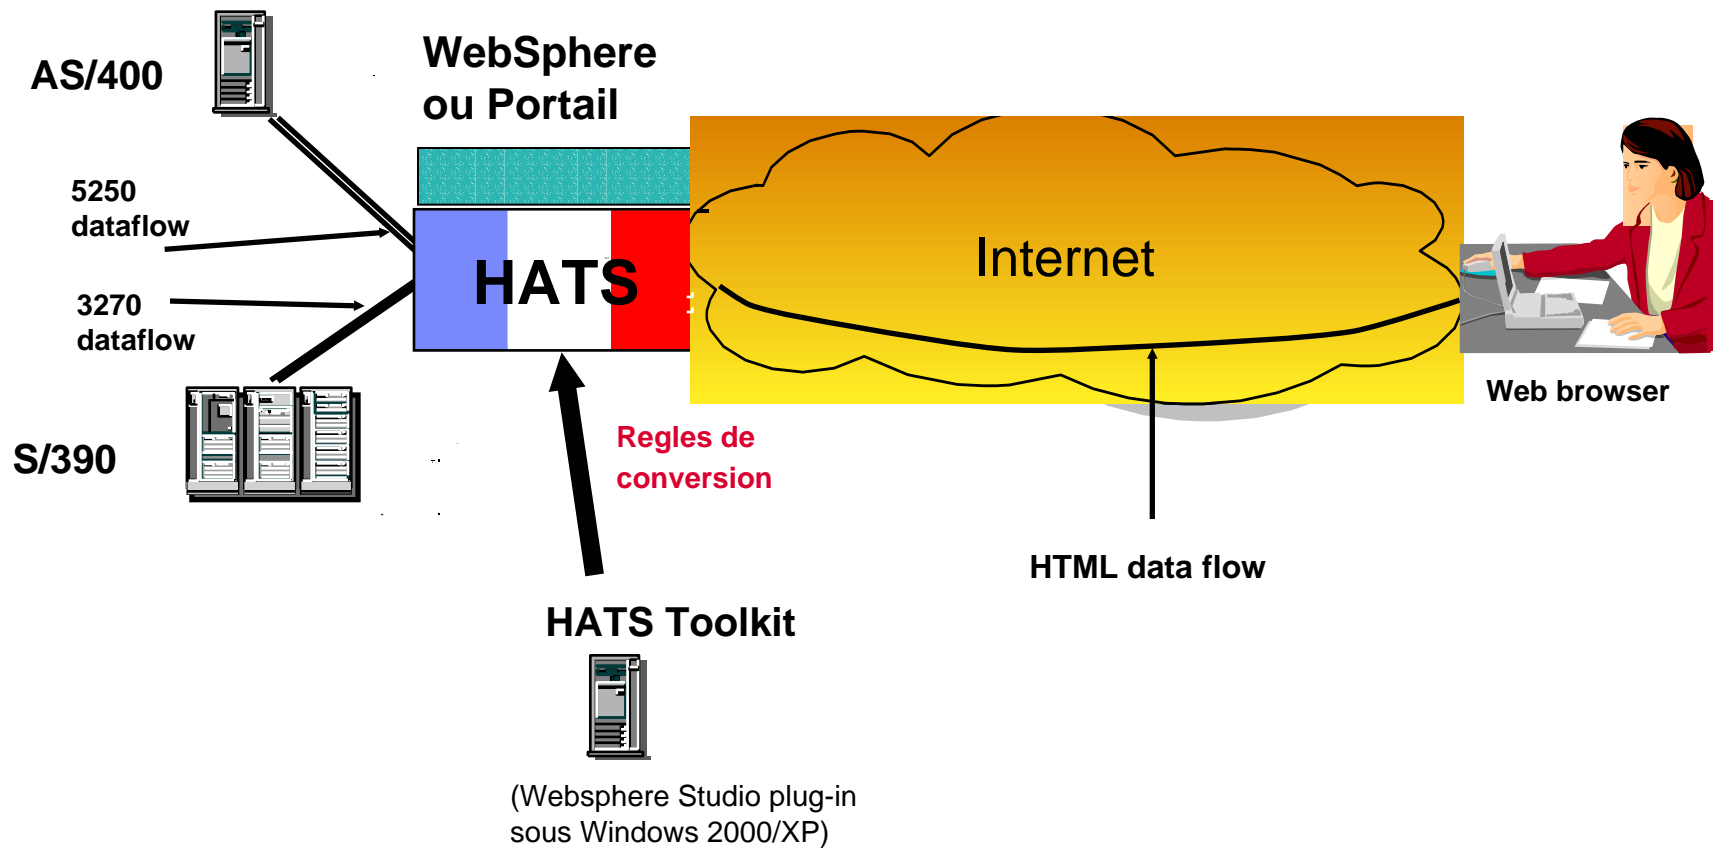 AS/400
WebSphere
ou Portail
5250
dataflow
3270
dataflow
HATS
Internet
S/390
Web browser
Regles de
conversion
HTML data flow
HATS Toolkit
(Websphere Studio plug-in
sous Windows 2000/XP)